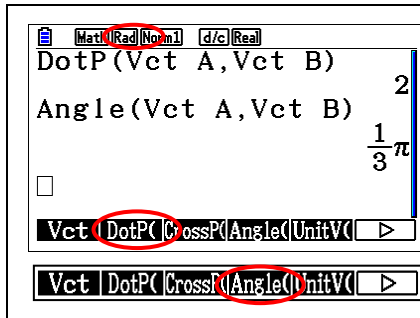 Math Rad Norm1 d/c Real
DotP(Vct A,Vct B)
2
Angle(Vct A,Vct B)
1/3 π
Vct DotP( CrossP( Angle( UnitV( ▷
Vct DotP( CrossP( Angle( UnitV( ▷